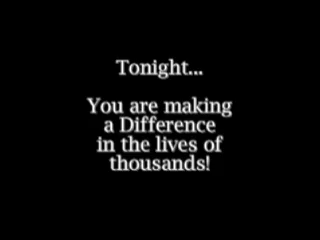 Tonight...
You are making
a Difference
in the lives of
thousands!